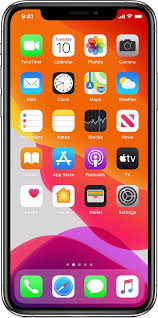 9:41
Tuesday
10
FaceTime Calendar Photos Camera
Mail Clock Maps Weather
Reminders Notes Stocks News
tv
Books App Store Podcasts TV
Health Home Wallet Settings